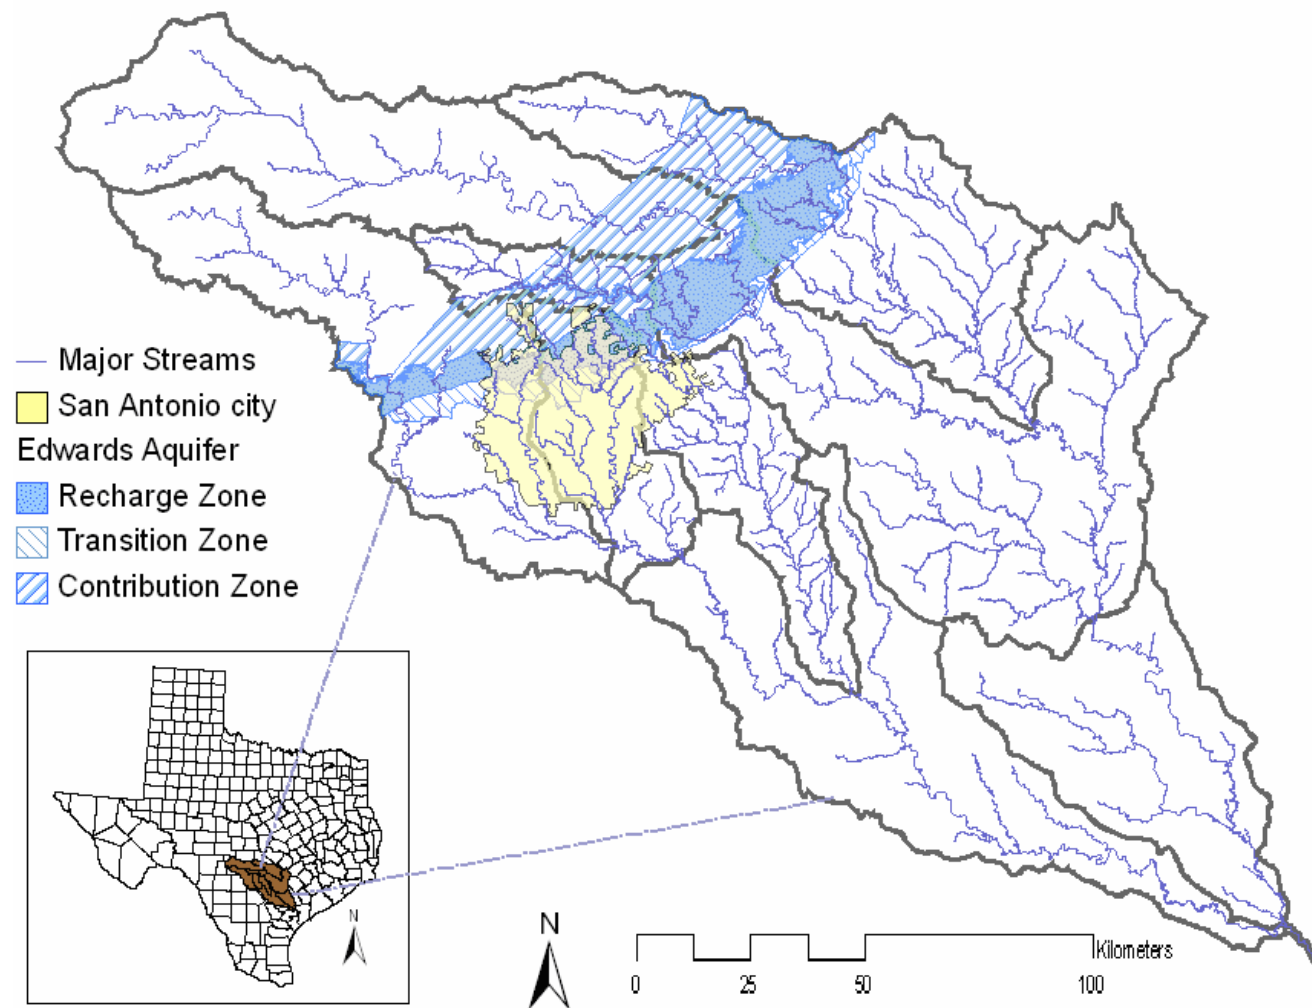 Major Streams
San Antonio city
Edwards Aquifer
Recharge Zone
Transition Zone
Contribution Zone
N
N
Kilometers
0 25 50 100